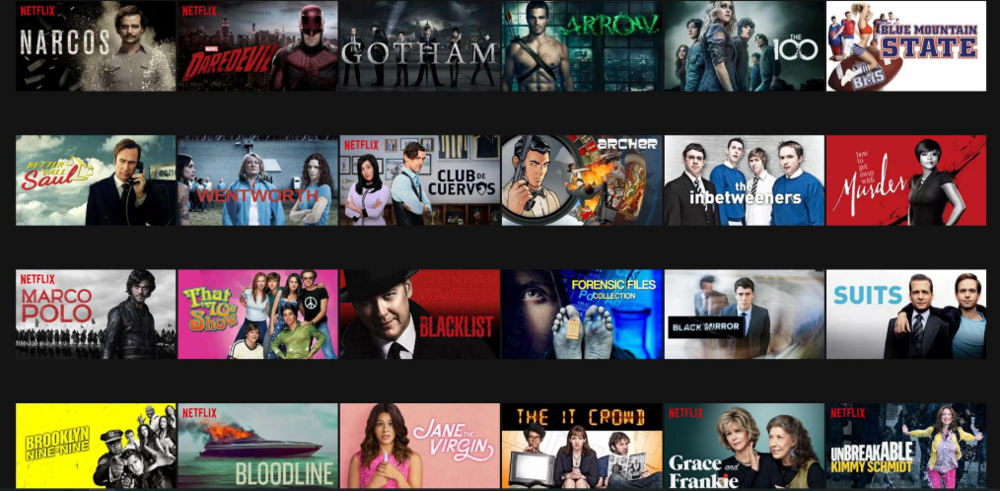 NETFLIX
NARCOS
NETFLIX
MARVEL
DAREDEVIL
GOTHAM
ARROW
THE
100
BLUE MOUNTAIN
STATE
BMS
BETTER
CALL
Saul
WENTWORTH
NETFLIX
CLUB DE
CUERVOS
ARCHER
the
inbetweeners
how
to
get
away
with
Murder
NETFLIX
MARCO
POLO
That
'70s
Show
BLACKLIST
FORENSIC FILES
COLLECTION
BLACK MIRROR
SUITS
BROOKLYN
NINE-NINE
NETFLIX
BLOODLINE
JANE THE
VIRGIN
THE IT CROWD
NETFLIX
Grace and
Frankie
NETFLIX
UNBREAKABLE
KIMMY SCHMIDT